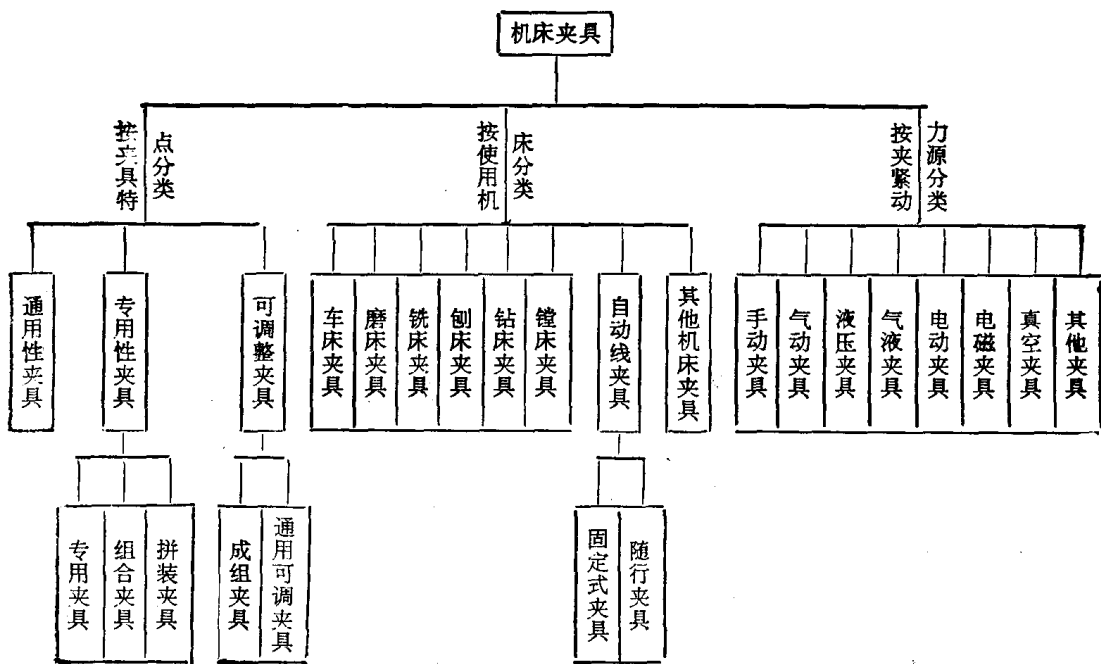 机床夹具
按夹具特
点分类
按使用机
床分类
按夹紧动
力源分类
通用性夹具
专用性夹具
可调整夹具
车床夹具
磨床夹具
铣床夹具
刨床夹具
钻床夹具
镗床夹具
自动线夹具
其他机床夹具
手动夹具
气动夹具
液压夹具
气液夹具
电动夹具
电磁夹具
真空夹具
其他夹具
专用夹具
组合夹具
拼装夹具
成组夹具
通用可调夹具
固定式夹具
随行夹具